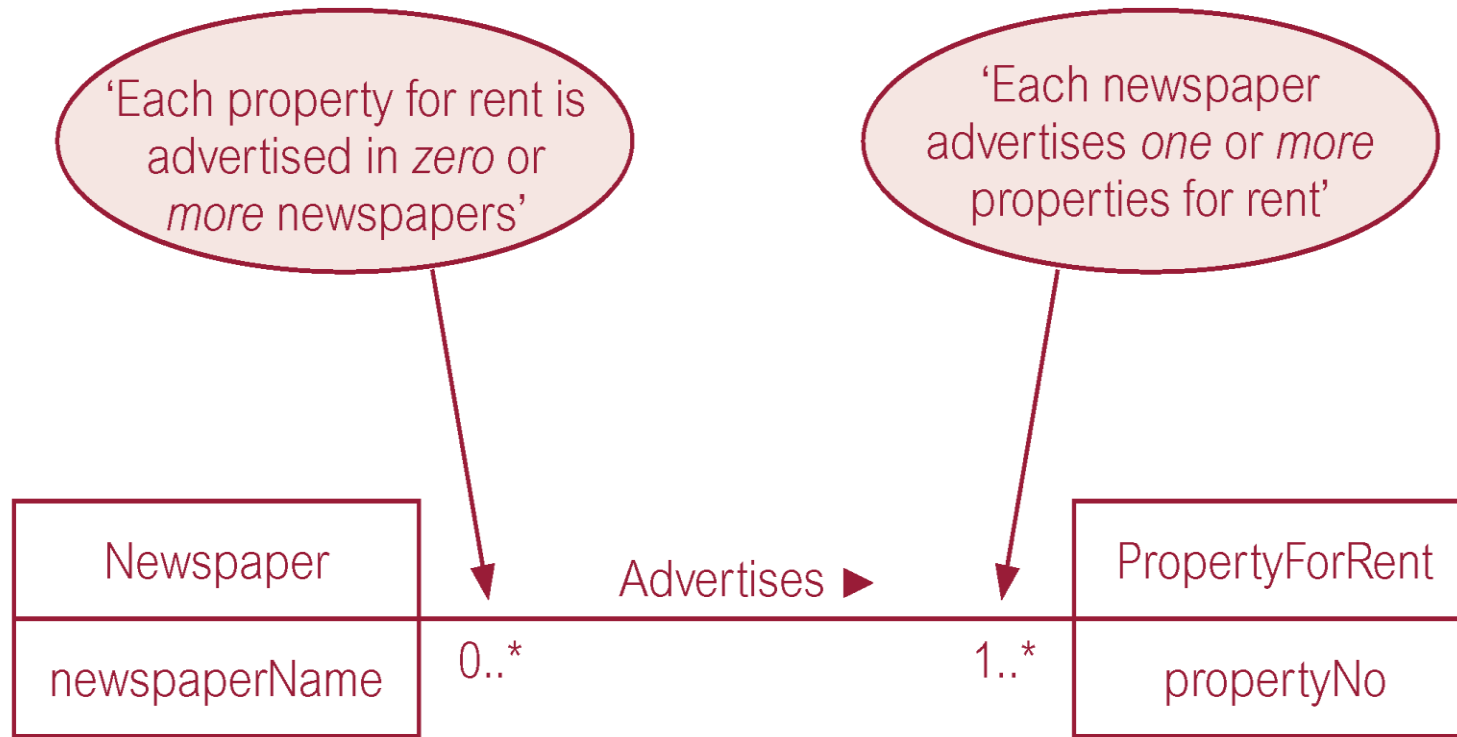 ‘Each property for rent is
advertised in zero or
more newspapers’
‘Each newspaper
advertises one or more
properties for rent’
Newspaper
Advertises ►
PropertyForRent
newspaperName
0..*
1..*
propertyNo